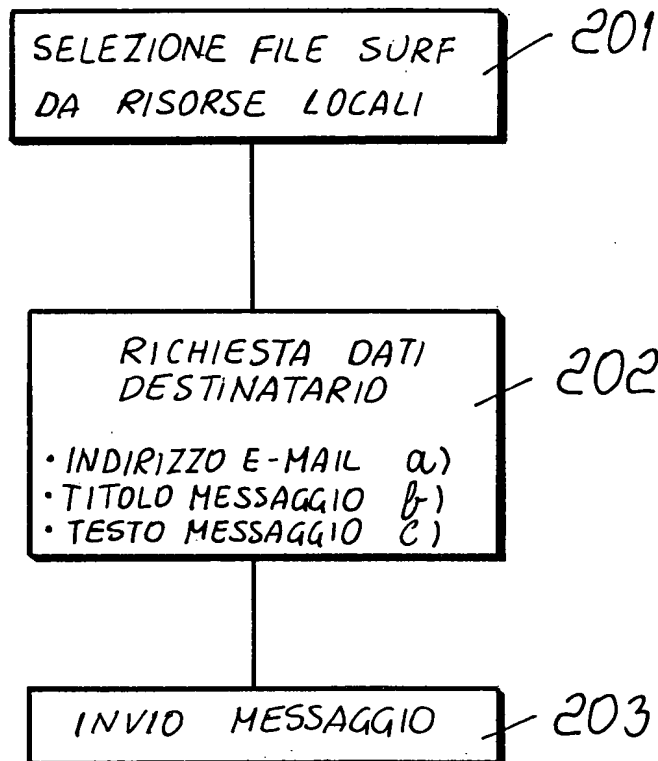 SELEZIONE FILE SURF
DA RISORSE LOCALI
201
RICHIESTA DATI
DESTINATARIO
202
· INDIRIZZO E-MAIL a)
· TITOLO MESSAGGIO b)
· TESTO MESSAGGIO c)
INVIO MESSAGGIO
203